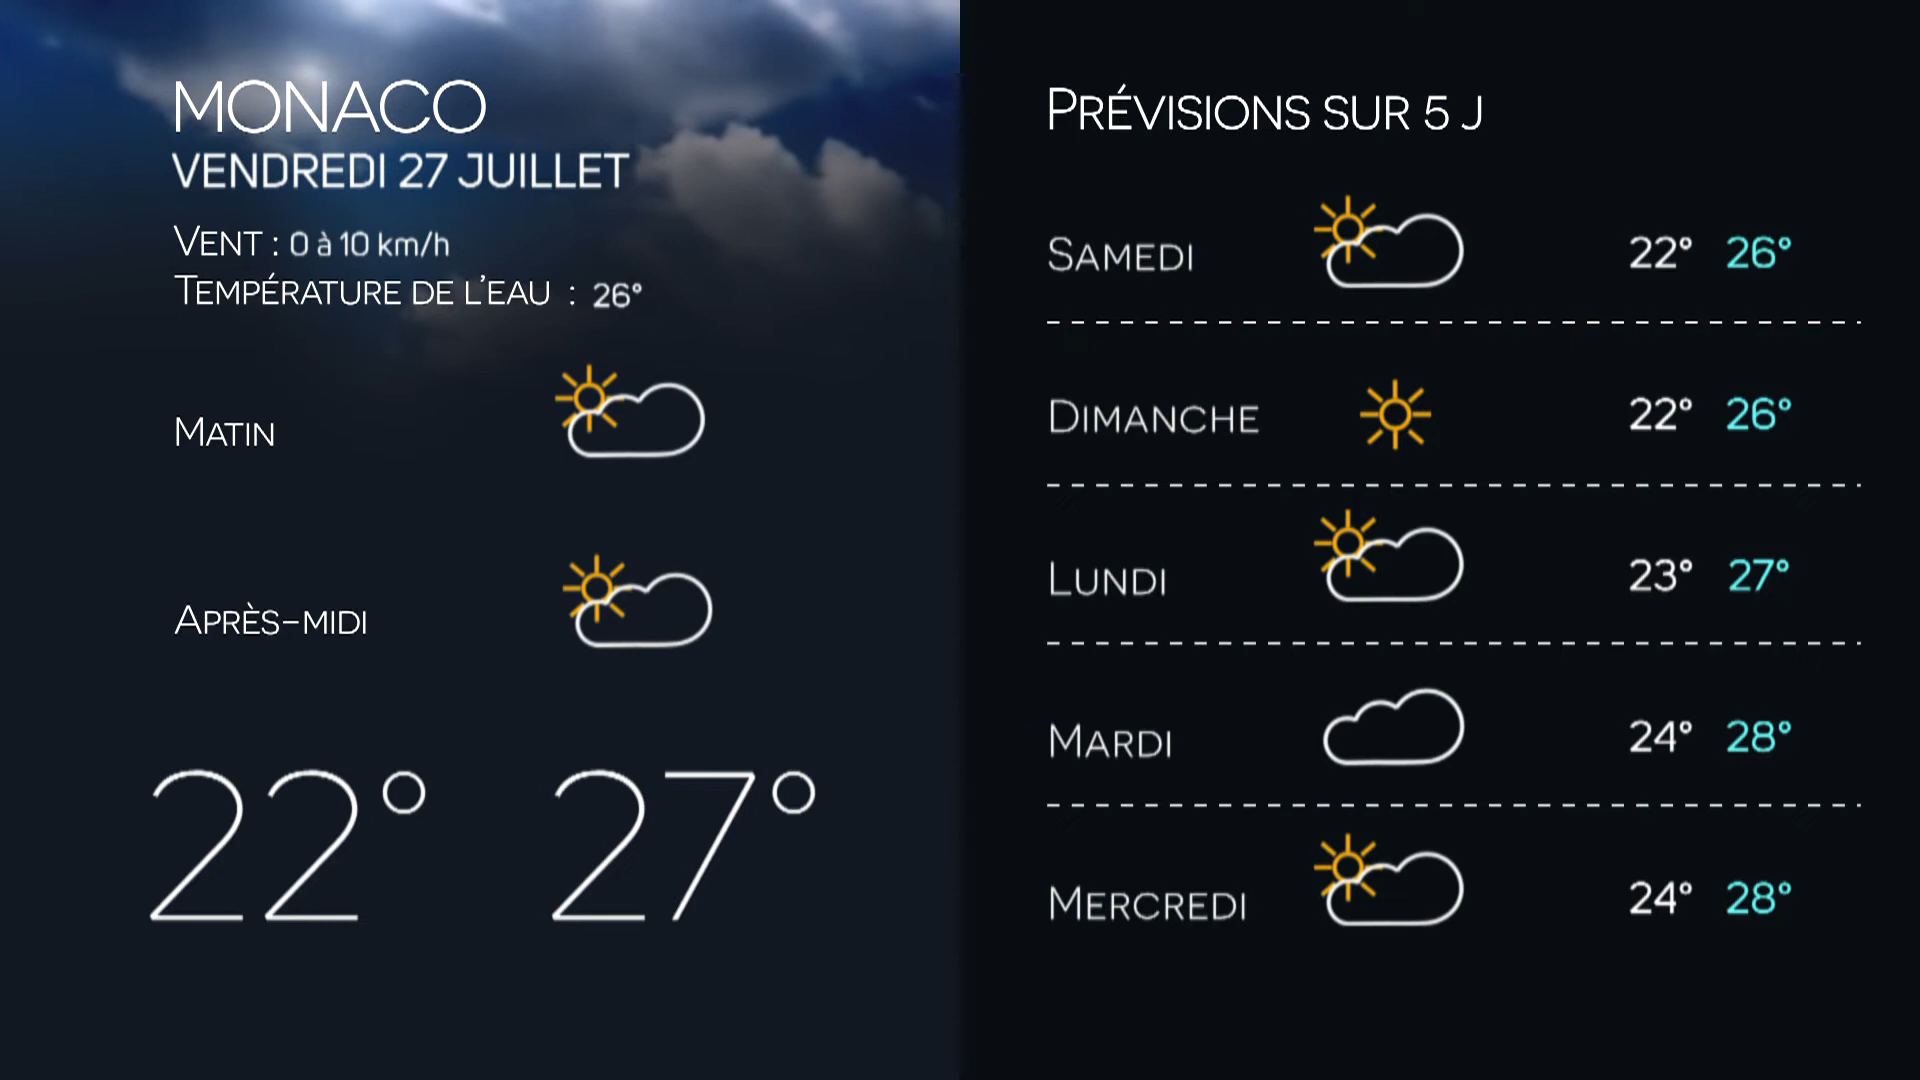 MONACO
VENDREDI 27 JUILLET
VENT : 0 à 10 km/h
TEMPÉRATURE DE L'EAU : 26°
MATIN
APRÈS-MIDI
22° 27°
PRÉVISIONS SUR 5 J
SAMEDI 22° 26°
DIMANCHE 22° 26°
LUNDI 23° 27°
MARDI 24° 28°
MERCREDI 24° 28°